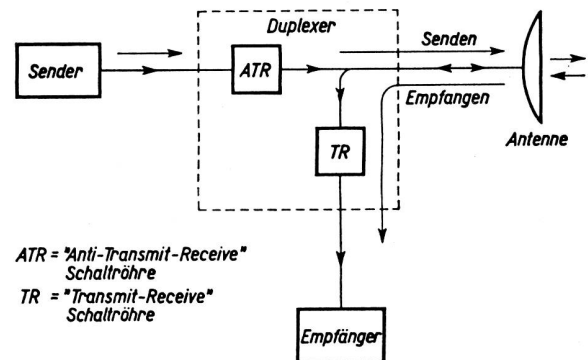 Duplexer
Senden
Sender
ATR
Empfangen
TR
Antenne
ATR = "Anti-Transmit-Receive"
Schaltröhre
TR = "Transmit-Receive"
Schaltröhre
Empfänger